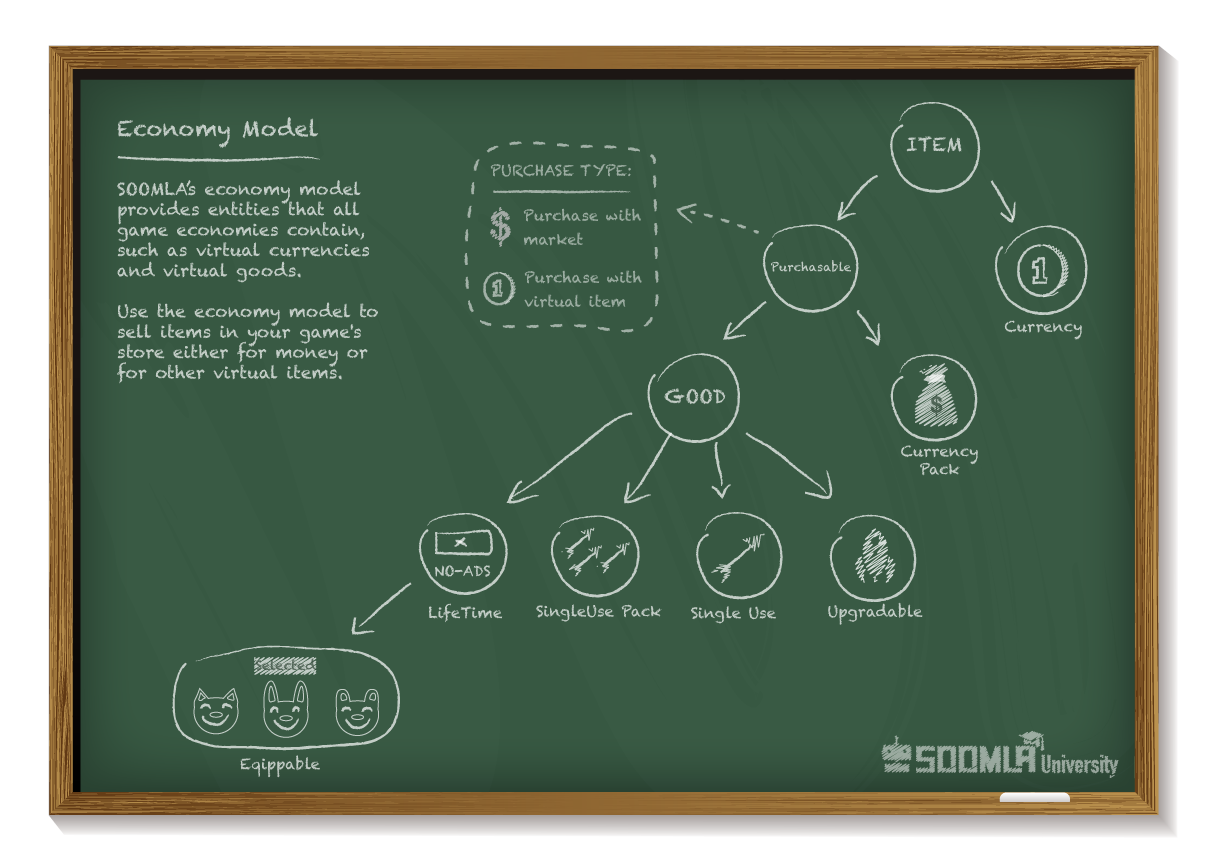 Economy Model
SOOMLA's economy model
provides entities that all
game economies contain,
such as virtual currencies
and virtual goods.
Use the economy model to
sell items in your game's
store either for money or
for other virtual items.
PURCHASE TYPE:
$ Purchase with
market
1 Purchase with
virtual item
ITEM
Purchasable
1
Currency
GOOD
$
Currency
Pack
x
NO-ADS
LifeTime
SingleUse Pack
Single Use
Upgradable
Selected
Eqippable
SOOMLA University